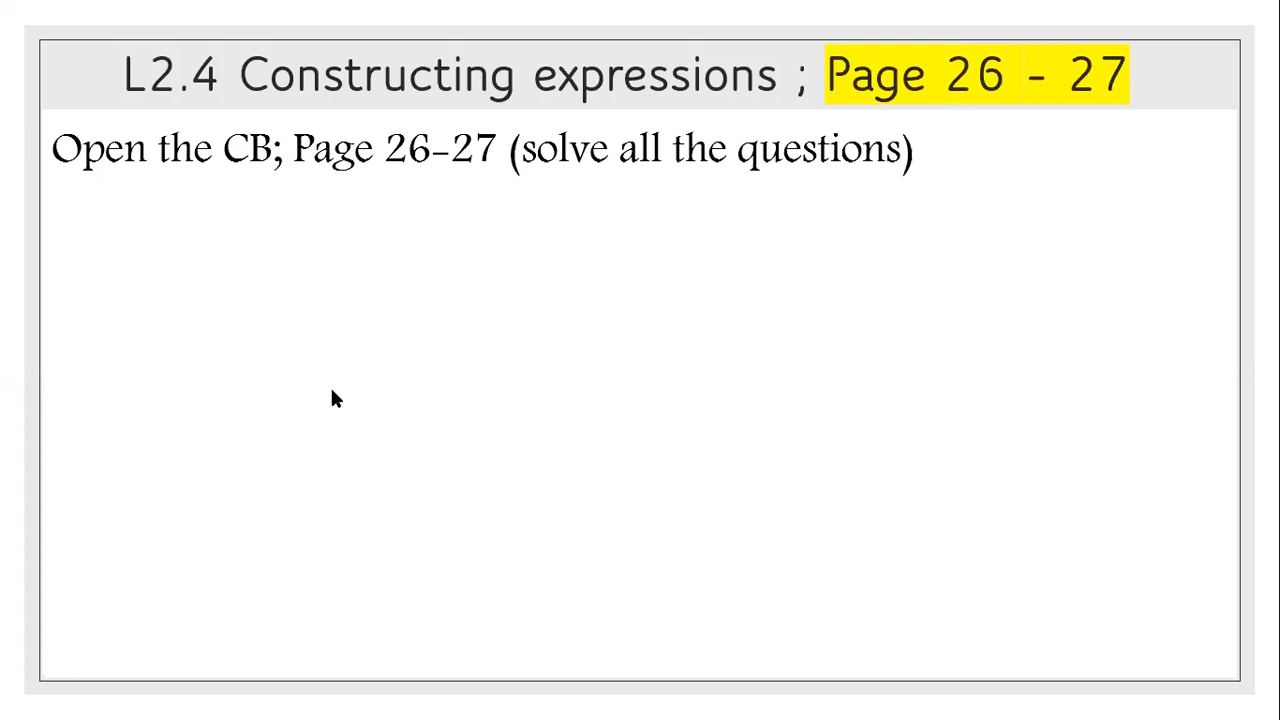 L2.4 Constructing expressions ; Page 26 - 27
Open the CB; Page 26-27 (solve all the questions)